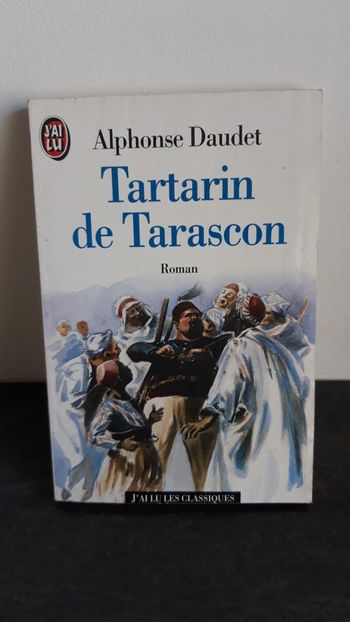 J'AI
LU
Alphonse Daudet
Tartarin
de Tarascon
Roman
J'AI LU LES CLASSIQUES